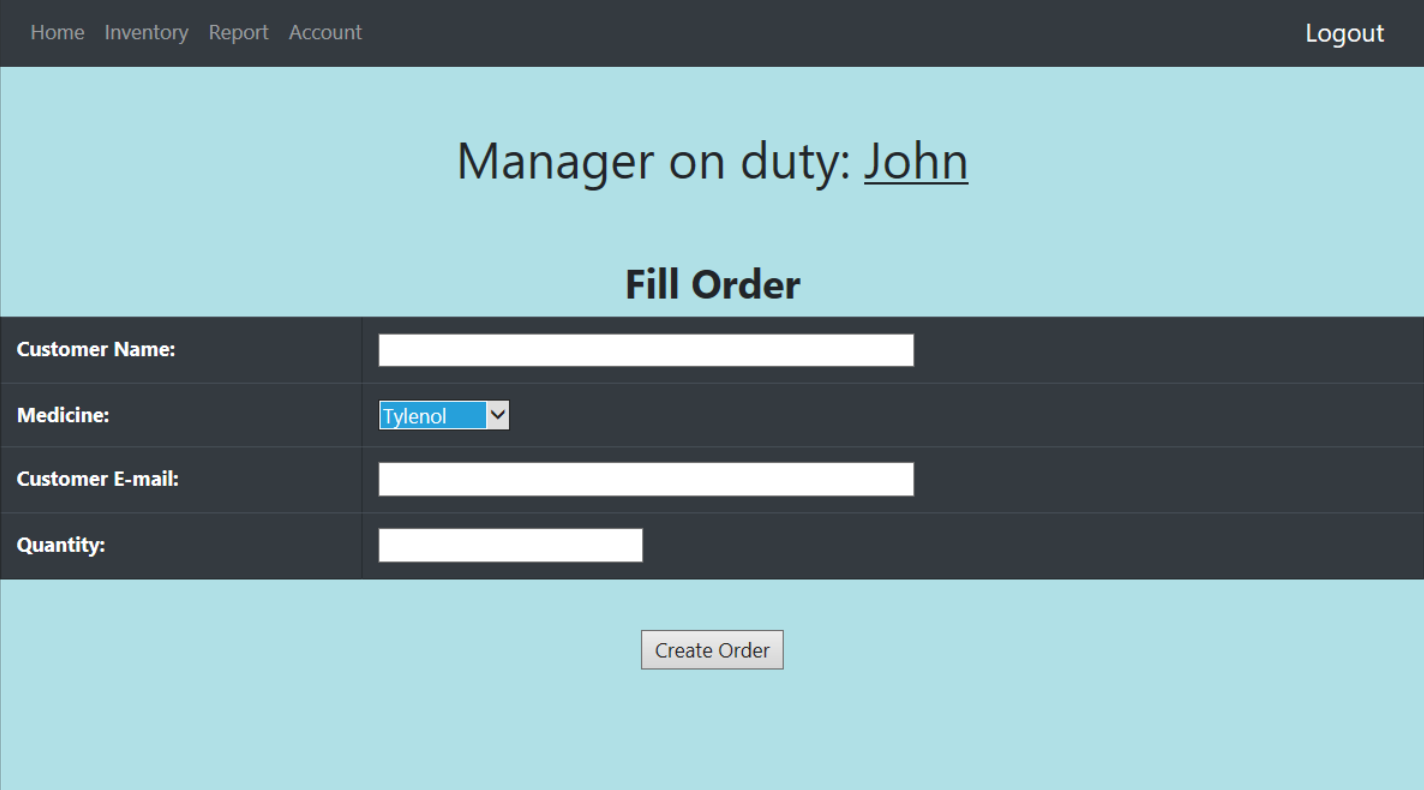 Home Inventory Report Account Logout
Manager on duty: John
Fill Order
Customer Name:
Medicine: Tylenol
Customer E-mail:
Quantity:
Create Order